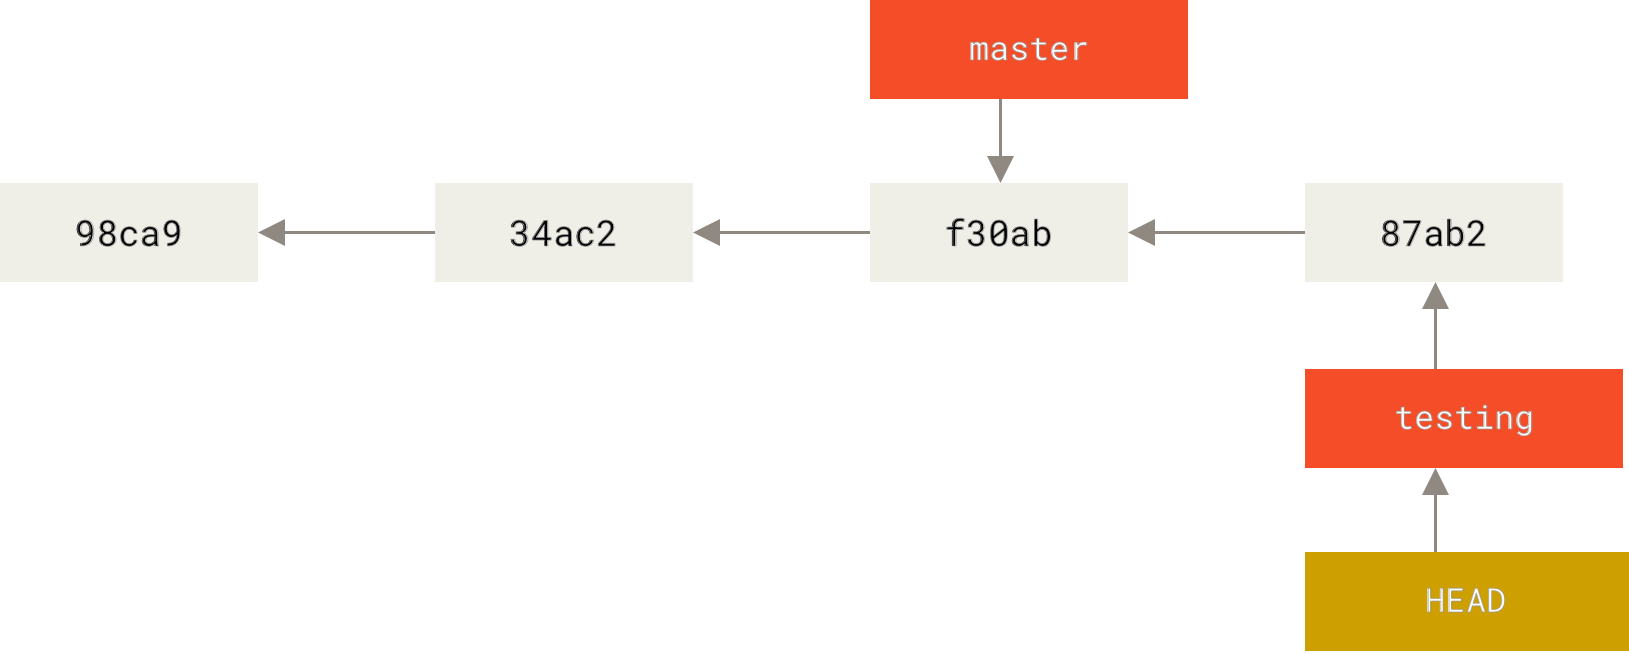 master
98ca9
34ac2
f30ab
87ab2
testing
HEAD